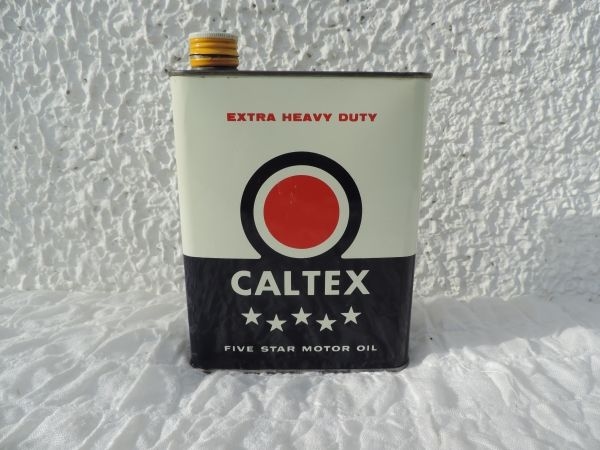 EXTRA HEAVY DUTY
CALTEX
FIVE STAR MOTOR OIL